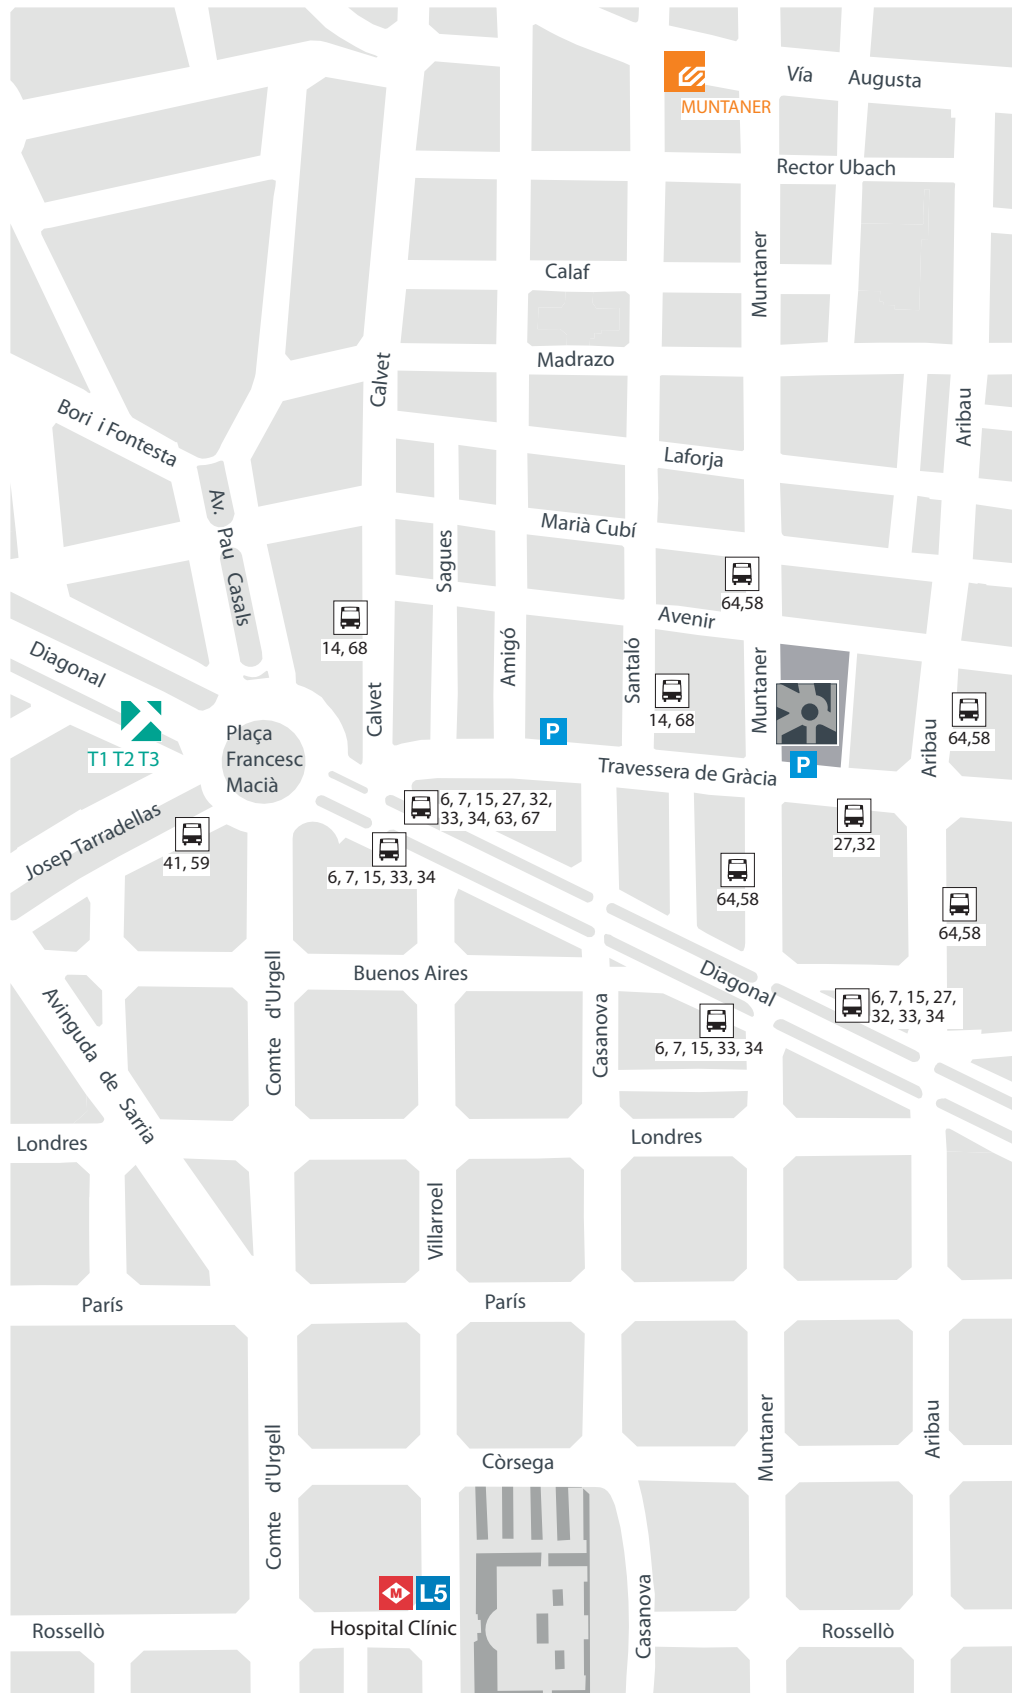 Vía Augusta
MUNTANER
Rector Ubach
Muntaner
Calaf
Madrazo
Calvet
Aribau
Bori i Fontesta
Laforja
Av. Pau Casals
Marià Cubí
Sagues
64,58
Avenir
14, 68
Diagonal
Amigó
Santaló
Muntaner
14, 68
Calvet
64,58
Aribau
P
T1 T2 T3
Plaça
Francesc
Macià
Travessera de Gràcia
P
6, 7, 15, 27, 32,
33, 34, 63, 67
Josep Tarradellas
41, 59
6, 7, 15, 33, 34
27,32
64,58
64,58
Buenos Aires
Diagonal
Comte d'Urgell
Avinguda de Sarria
Casanova
6, 7, 15, 27,
32, 33, 34
6, 7, 15, 33, 34
Londres
Londres
Villarroel
París
París
Muntaner
Aribau
Comte d'Urgell
Còrsega
M
L5
Hospital Clínic
Casanova
Rossellò
Rossellò